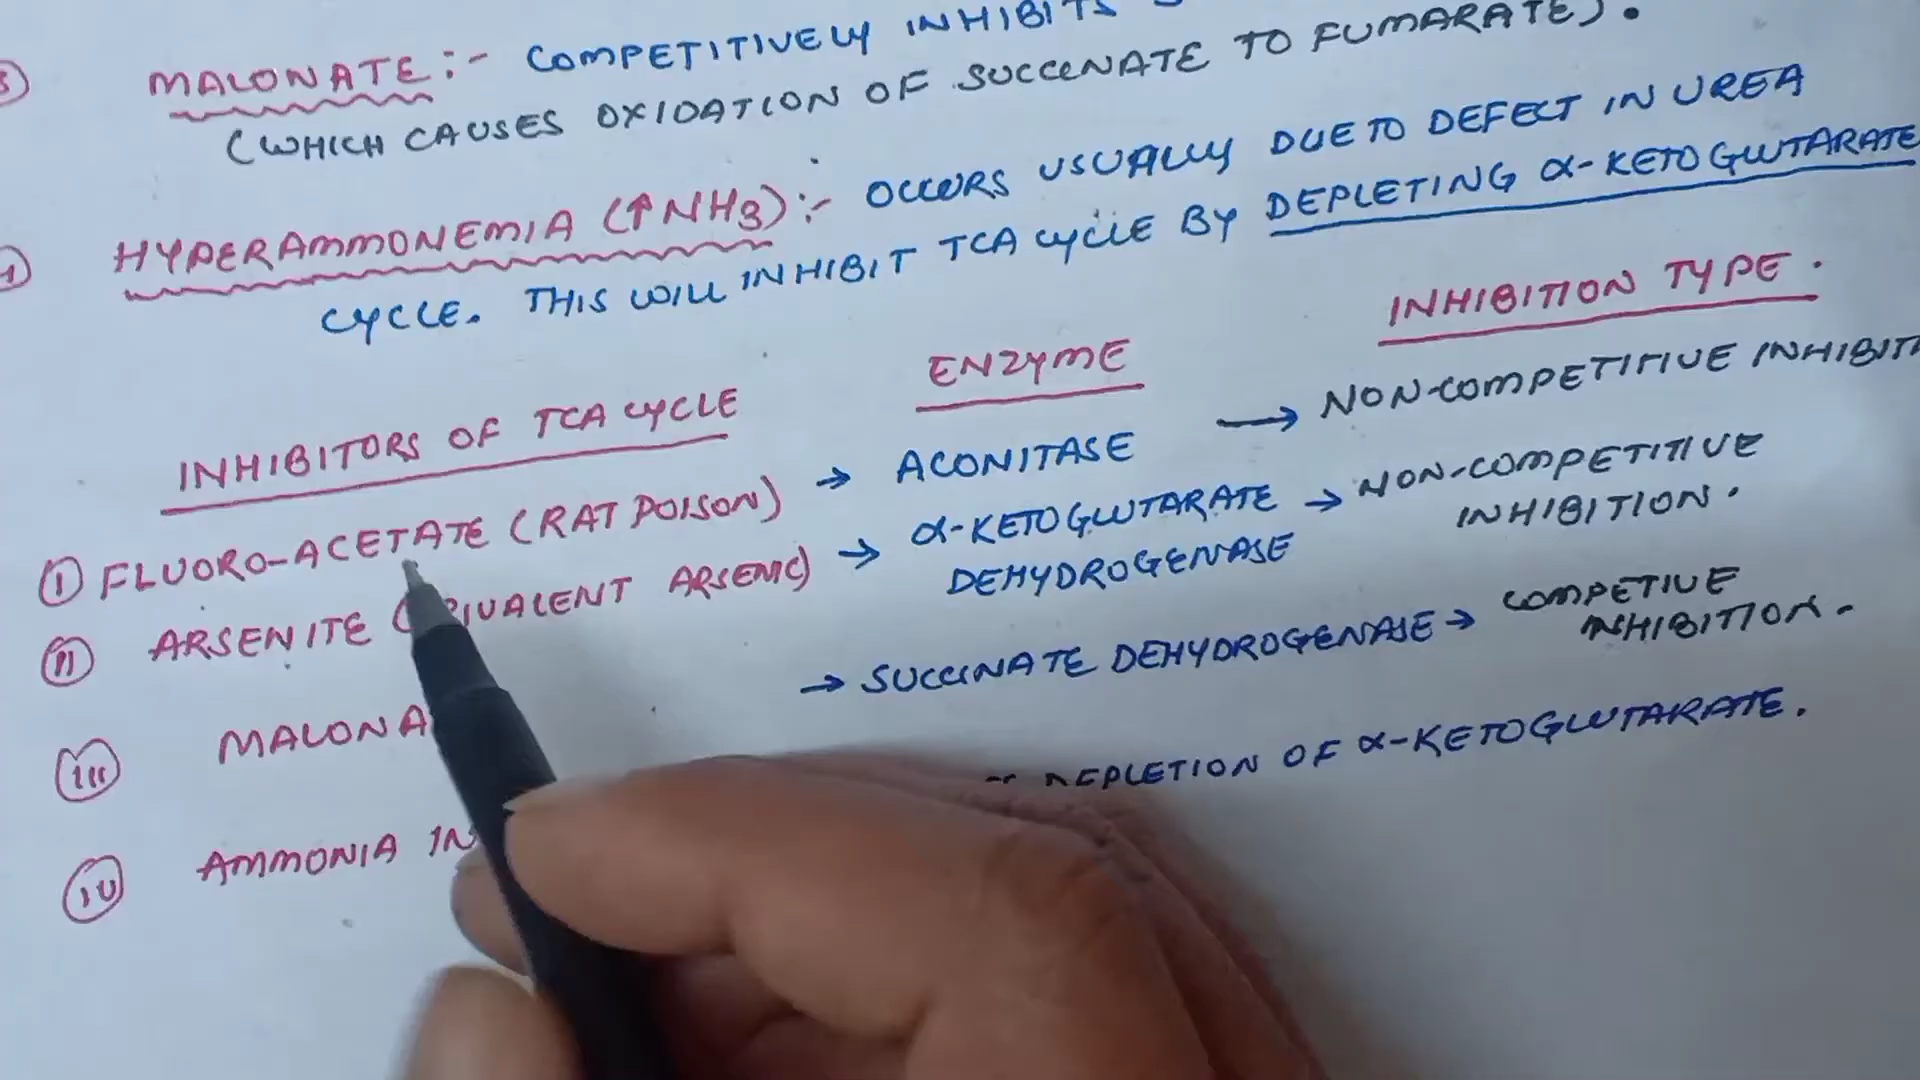 MALONATE :- COMPETITIVELY INHIBITS
(WHICH CAUSES OXIDATION OF SUCCINATE TO FUMARATE).
HYPERAMMONEMIA (↑NH3) :- OCCURS USUALLY DUE TO DEFECT IN UREA
CYCLE. THIS WILL INHIBIT TCA CYCLE BY DEPLETING α-KETOGLUTARATE
INHIBITORS OF TCA CYCLE ENZYME INHIBITION TYPE.
I FLUORO-ACETATE (RAT POISON) → ACONITASE → NON-COMPETITIVE INHIBITI
II ARSENITE (RIVALENT ARSENIC) → α-KETOGLUTARATE → NON-COMPETITIVE
DEHYDROGENASE INHIBITION.
III MALONA → SUCCINATE DEHYDROGENASE → COMPETIVE
INHIBITION.
IV AMMONIA IN DEPLETION OF α-KETOGLUTARATE.